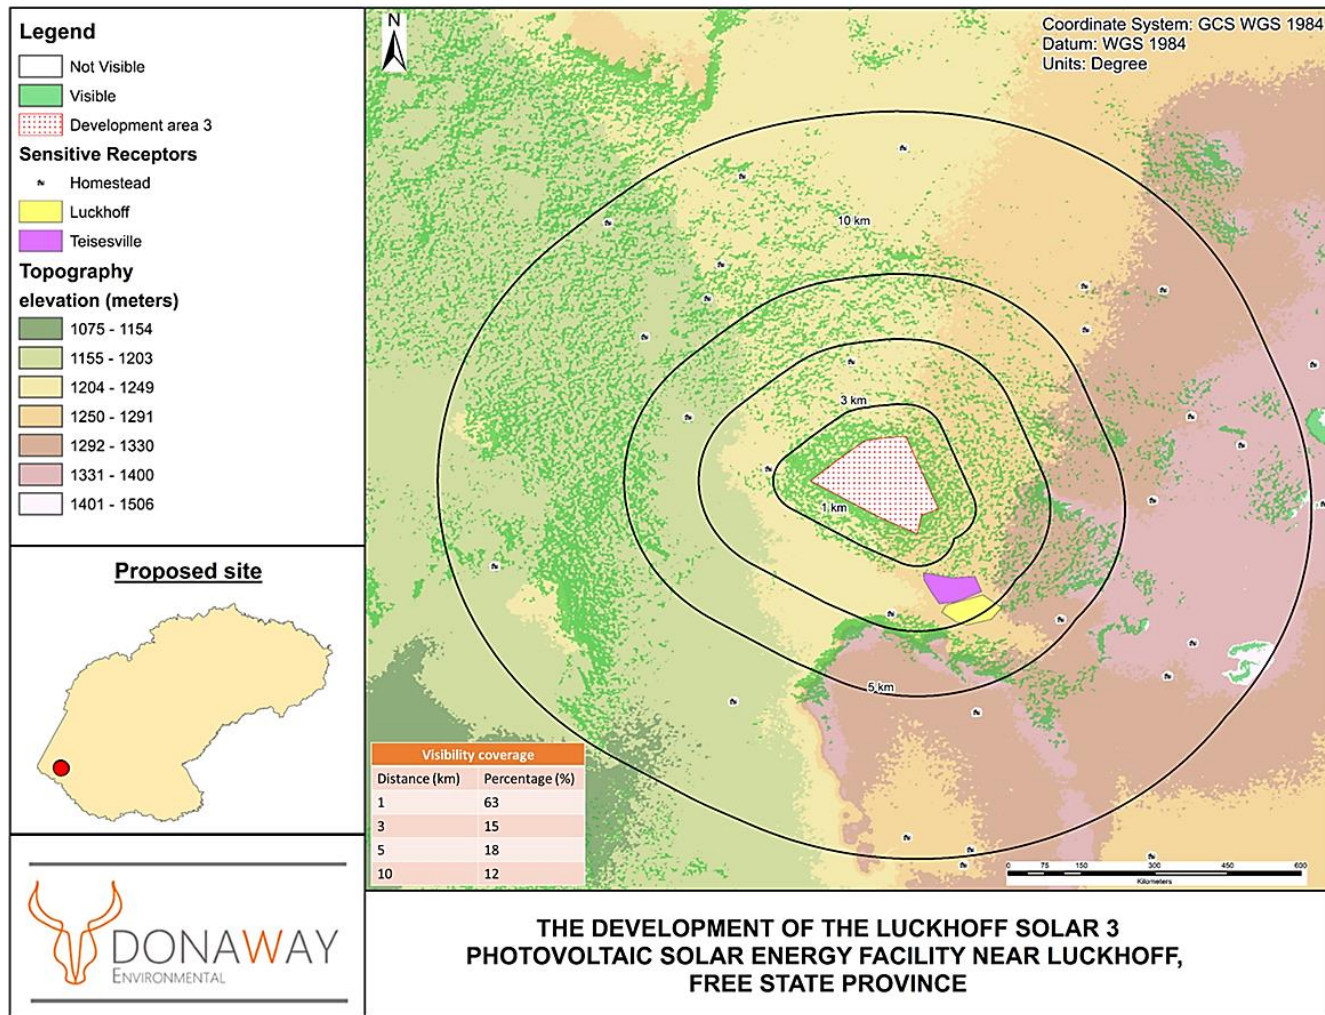 Legend
Not Visible
Visible
Development area 3
Sensitive Receptors
Homestead
Luckhoff
Teisesville
Topography
elevation (meters)
1075 - 1154
1155 - 1203
1204 - 1249
1250 - 1291
1292 - 1330
1331 - 1400
1401 - 1506
Proposed site
DONAWAY
ENVIRONMENTAL
N
Coordinate System: GCS WGS 1984
Datum: WGS 1984
Units: Degree
10 km
3 km
1 km
5 km
Visibility coverage
Distance (km) Percentage (%)
1 63
3 15
5 18
10 12
0 75 150 300 450 600
Kilometers
THE DEVELOPMENT OF THE LUCKHOFF SOLAR 3
PHOTOVOLTAIC SOLAR ENERGY FACILITY NEAR LUCKHOFF,
FREE STATE PROVINCE